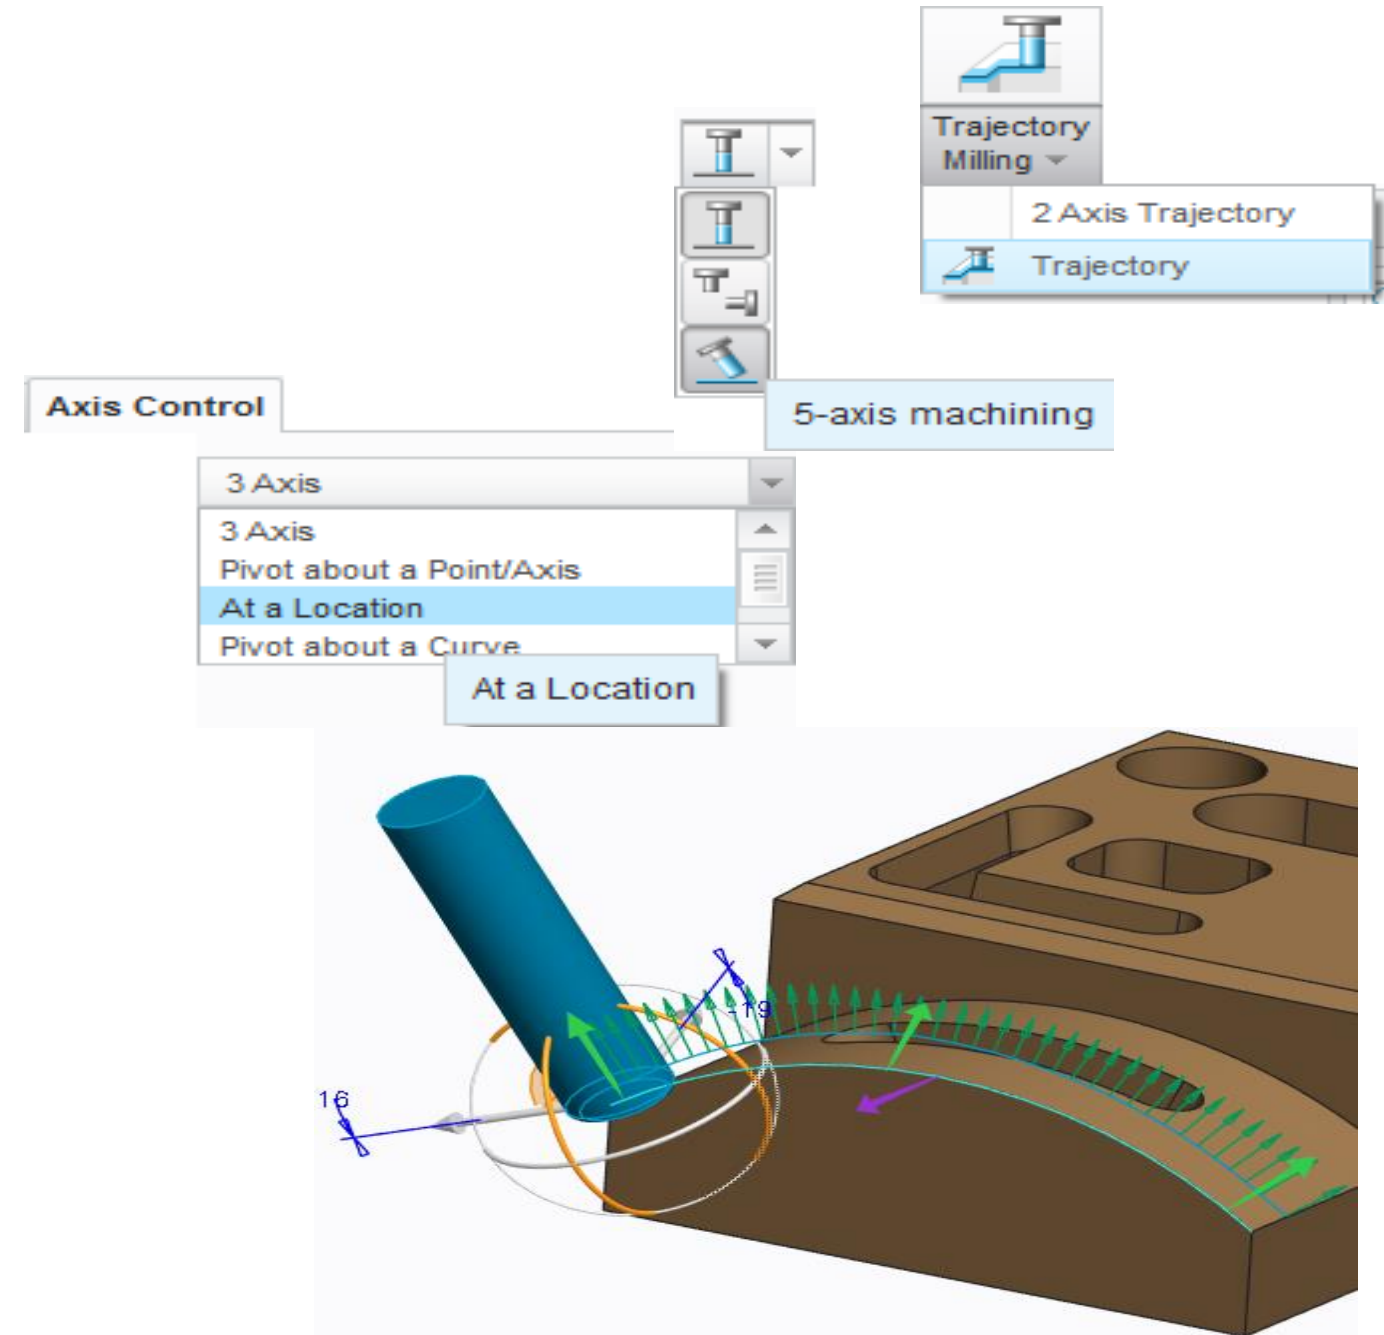 Trajectory
Milling
2 Axis Trajectory
Trajectory
5-axis machining
Axis Control
3 Axis
3 Axis
Pivot about a Point/Axis
At a Location
Pivot about a Curve
At a Location
-19
16